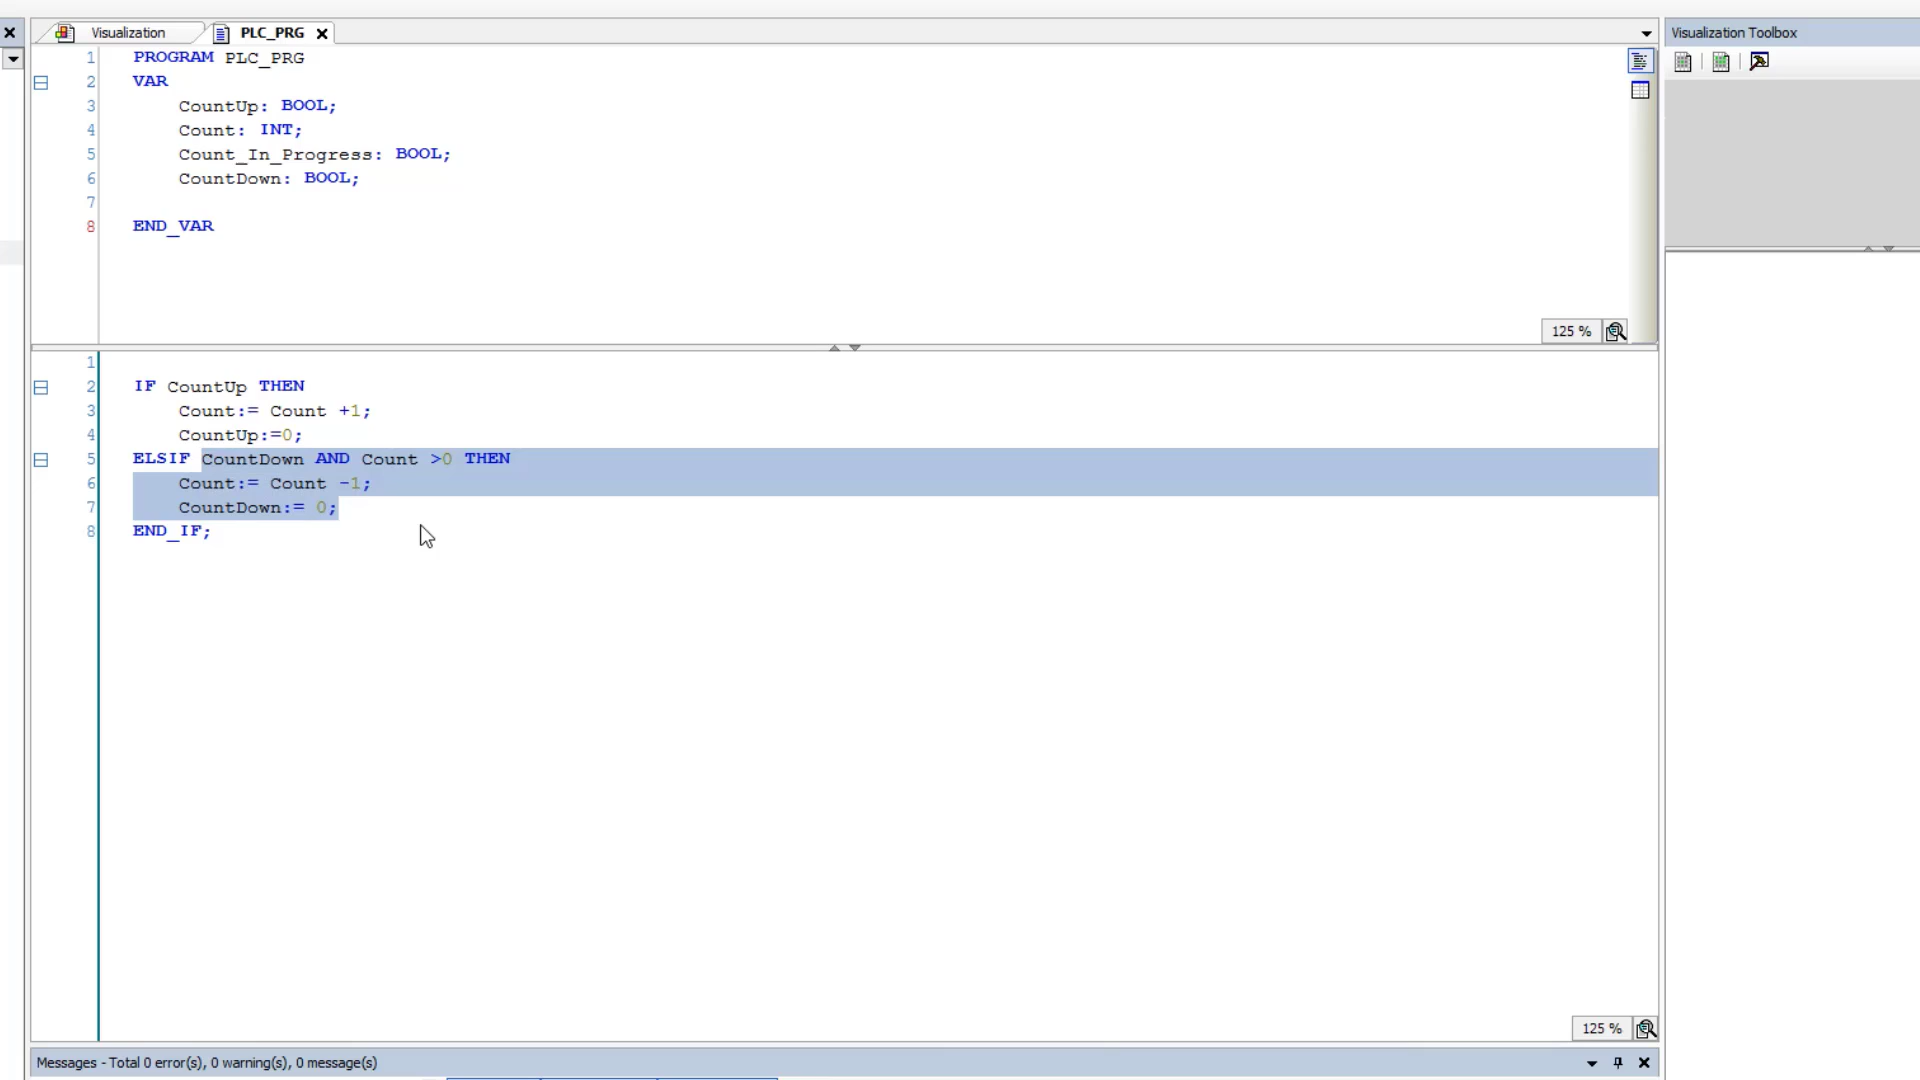 Visualization PLC_PRG
Visualization Toolbox
1 PROGRAM PLC_PRG
2 VAR
3 CountUp: BOOL;
4 Count: INT;
5 Count_In_Progress: BOOL;
6 CountDown: BOOL;
7
8 END_VAR
125 %
1
2 IF CountUp THEN
3 Count:= Count +1;
4 CountUp:=0;
5 ELSIF CountDown AND Count >0 THEN
6 Count:= Count -1;
7 CountDown:= 0;
8 END_IF;
125 %
Messages - Total 0 error(s), 0 warning(s), 0 message(s)